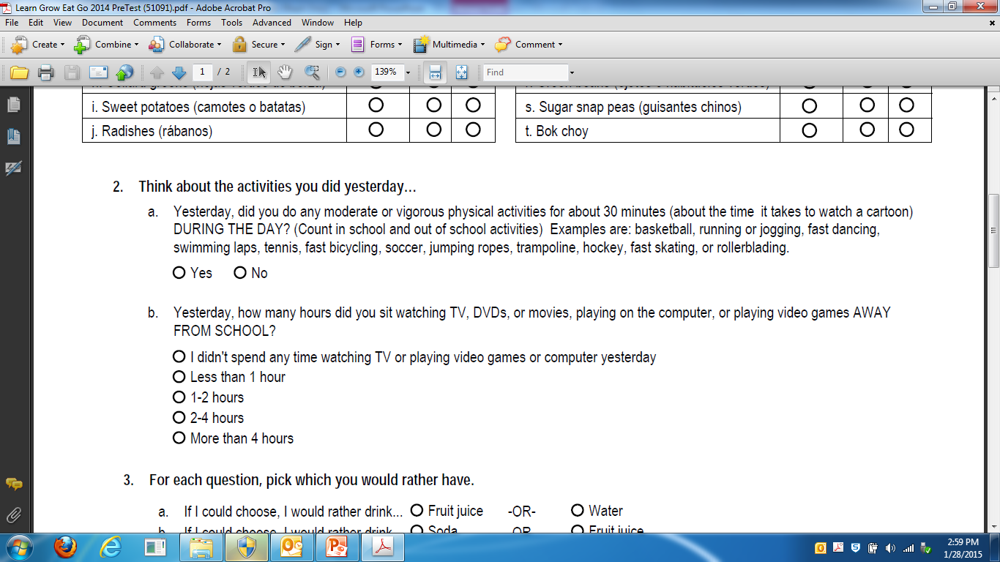 Learn Grow Eat Go 2014 PreTest (51091).pdf - Adobe Acrobat Pro
File Edit View Document Comments Forms Tools Advanced Window Help
Create Combine Collaborate Secure Sign Forms Multimedia Comment
1 / 2 139% Find
i. Sweet potatoes (camotes o batatas) s. Sugar snap peas (guisantes chinos)
j. Radishes (rábanos) t. Bok choy
2. Think about the activities you did yesterday...
a. Yesterday, did you do any moderate or vigorous physical activities for about 30 minutes (about the time it takes to watch a cartoon)
DURING THE DAY? (Count in school and out of school activities) Examples are: basketball, running or jogging, fast dancing,
swimming laps, tennis, fast bicycling, soccer, jumping ropes, trampoline, hockey, fast skating, or rollerblading.
Yes No
b. Yesterday, how many hours did you sit watching TV, DVDs, or movies, playing on the computer, or playing video games AWAY
FROM SCHOOL?
I didn't spend any time watching TV or playing video games or computer yesterday
Less than 1 hour
1-2 hours
2-4 hours
More than 4 hours
3. For each question, pick which you would rather have.
a. If I could choose, I would rather drink... Fruit juice -OR- Water
b. If I could choose, I would rather drink Soda OR Fruit juice
2:59 PM
1/28/2015